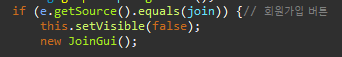 if (e.getSource().equals(join)) {// 회원가입 버튼
this.setVisible(false);
new JoinGui();